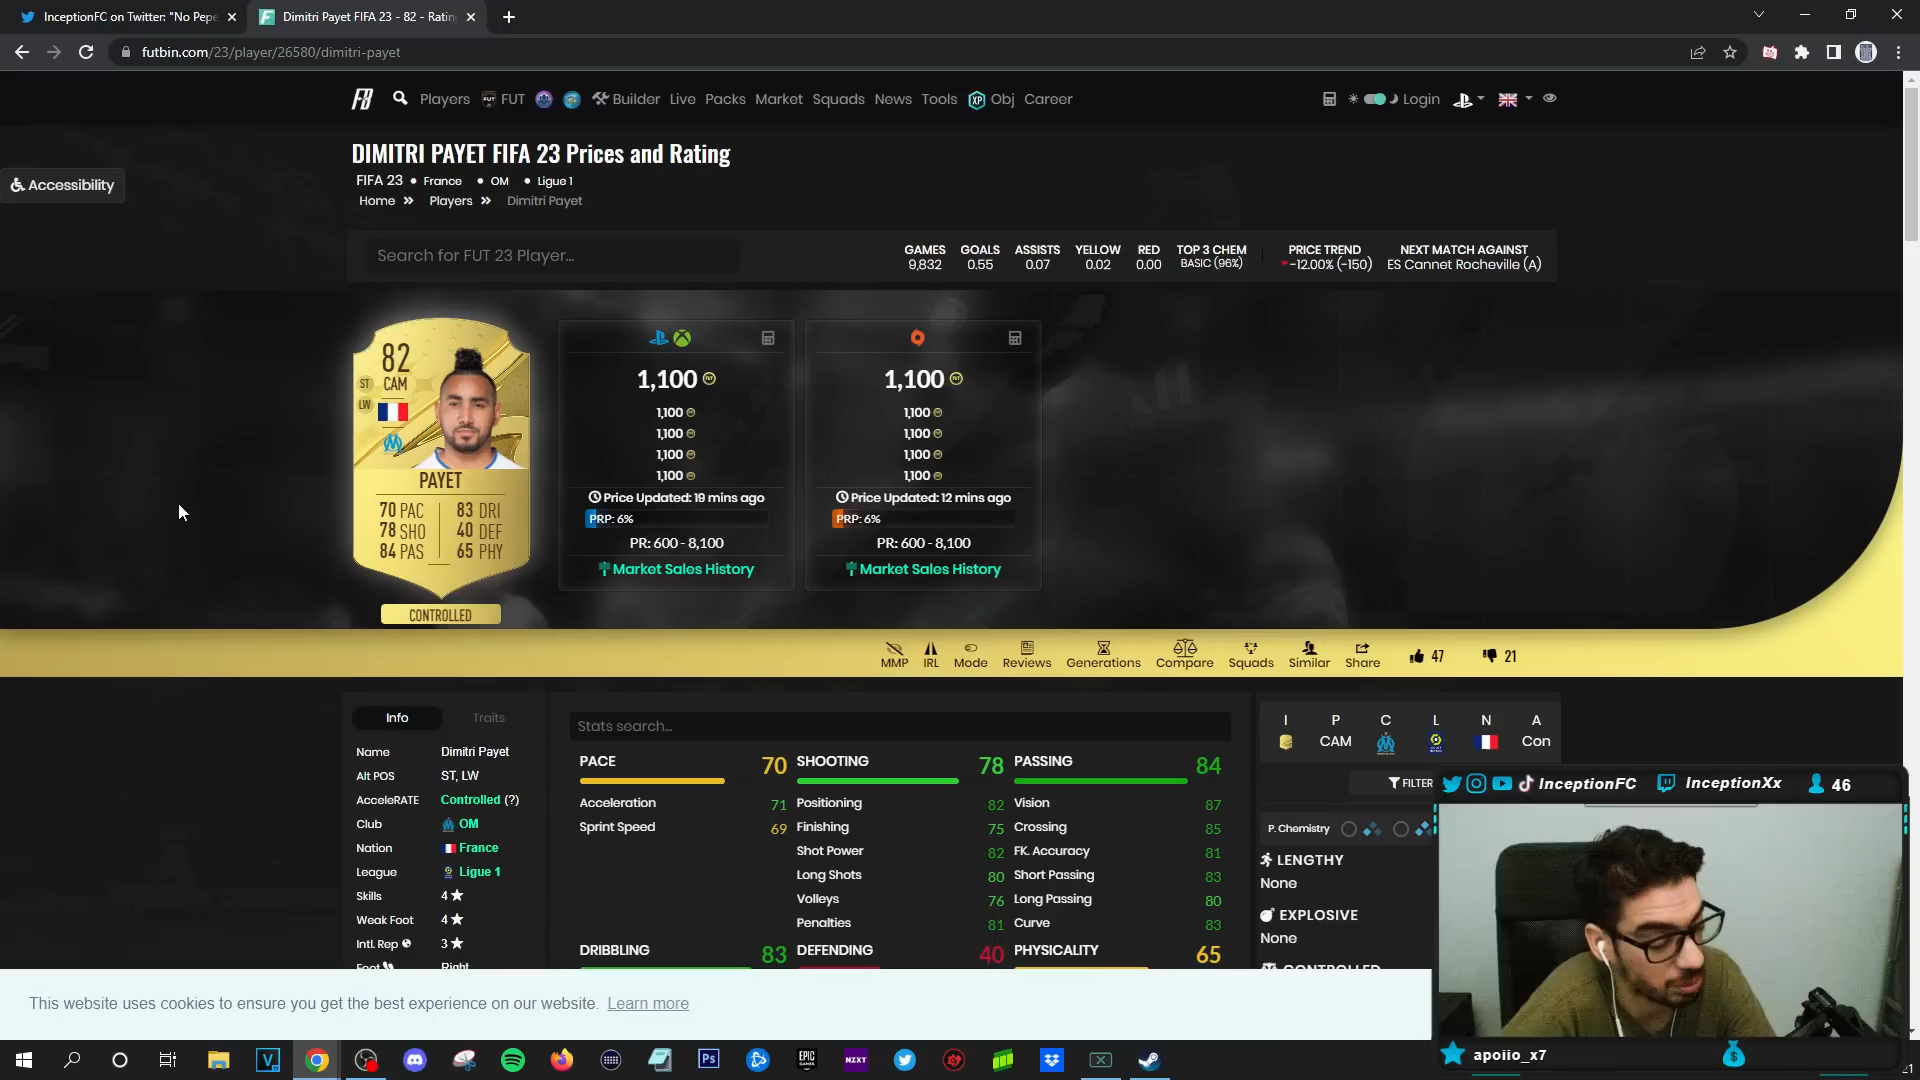 InceptionFC on Twitter: "No Pepe
Dimitri Payet FIFA 23 - 82 - Ratin
futbin.com/23/player/26580/dimitri-payet
Players FUT Builder Live Packs Market Squads News Tools XP Obj Career
Login
DIMITRI PAYET FIFA 23 Prices and Rating
FIFA 23 • France • OM • Ligue 1
Home » Players » Dimitri Payet
Accessibility
Search for FUT 23 Player...
GAMES GOALS ASSISTS YELLOW RED TOP 3 CHEM PRICE TREND NEXT MATCH AGAINST
9,832 0.55 0.07 0.02 0.00 BASIC (96%) -12.00% (-150) ES Cannet Rocheville (A)
82
CAM
ST
LW
PAYET
70 PAC 83 DRI
78 SHO 40 DEF
84 PAS 65 PHY
CONTROLLED
1,100
1,100
1,100
1,100
1,100
Price Updated: 19 mins ago
PRP: 6%
PR: 600 - 8,100
Market Sales History
1,100
1,100
1,100
1,100
1,100
Price Updated: 12 mins ago
PRP: 6%
PR: 600 - 8,100
Market Sales History
MMP IRL Mode Reviews Generations Compare Squads Similar Share 47 21
Info Traits
Name Dimitri Payet
Alt POS ST, LW
AcceleRATE Controlled (?)
Club OM
Nation France
League Ligue 1
Skills 4
Weak Foot 4
Intl. Rep 3
Foot Right
Stats search...
PACE 70
Acceleration 71
Sprint Speed 69
SHOOTING 78
Positioning 82
Finishing 75
Shot Power 82
Long Shots 80
Volleys 76
Penalties 81
PASSING 84
Vision 87
Crossing 85
FK. Accuracy 81
Short Passing 83
Long Passing 80
Curve 83
DRIBBLING 83
DEFENDING 40
PHYSICALITY 65
I P C L N A
CAM Con
FILTER
P. Chemistry
LENGTHY
None
EXPLOSIVE
None
CONTROLLED
InceptionFC InceptionXx 46
apoiio_x7
This website uses cookies to ensure you get the best experience on our website. Learn more
V
Ps
EPIC GAMES
NZXT